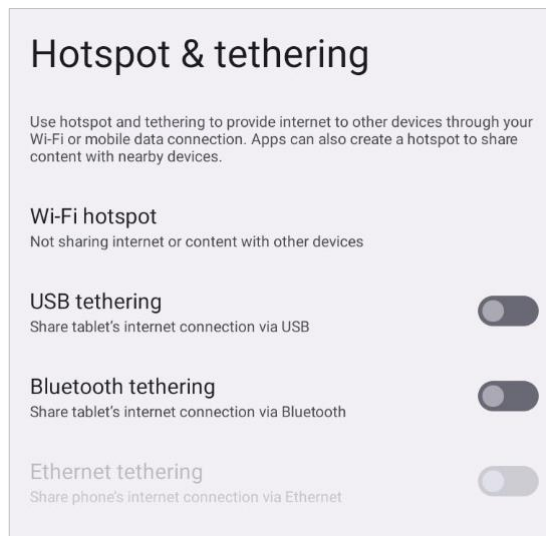 Hotspot & tethering
Use hotspot and tethering to provide internet to other devices through your
Wi-Fi or mobile data connection. Apps can also create a hotspot to share
content with nearby devices.
Wi-Fi hotspot
Not sharing internet or content with other devices
USB tethering
Share tablet's internet connection via USB
Bluetooth tethering
Share tablet's internet connection via Bluetooth
Ethernet tethering
Share phone's internet connection via Ethernet